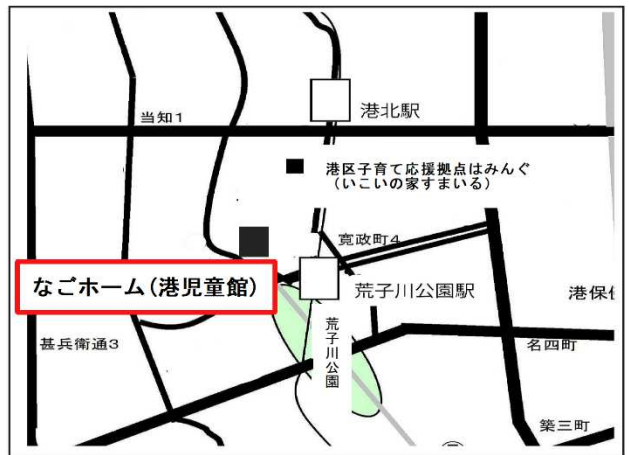 港北駅
当知1
港区子育て応援拠点はみんぐ
(いこいの家すまいる)
寛政町4
なごホーム(港児童館)
荒子川公園駅
港保
荒子川公園
甚兵衛通3
名四町
築三町